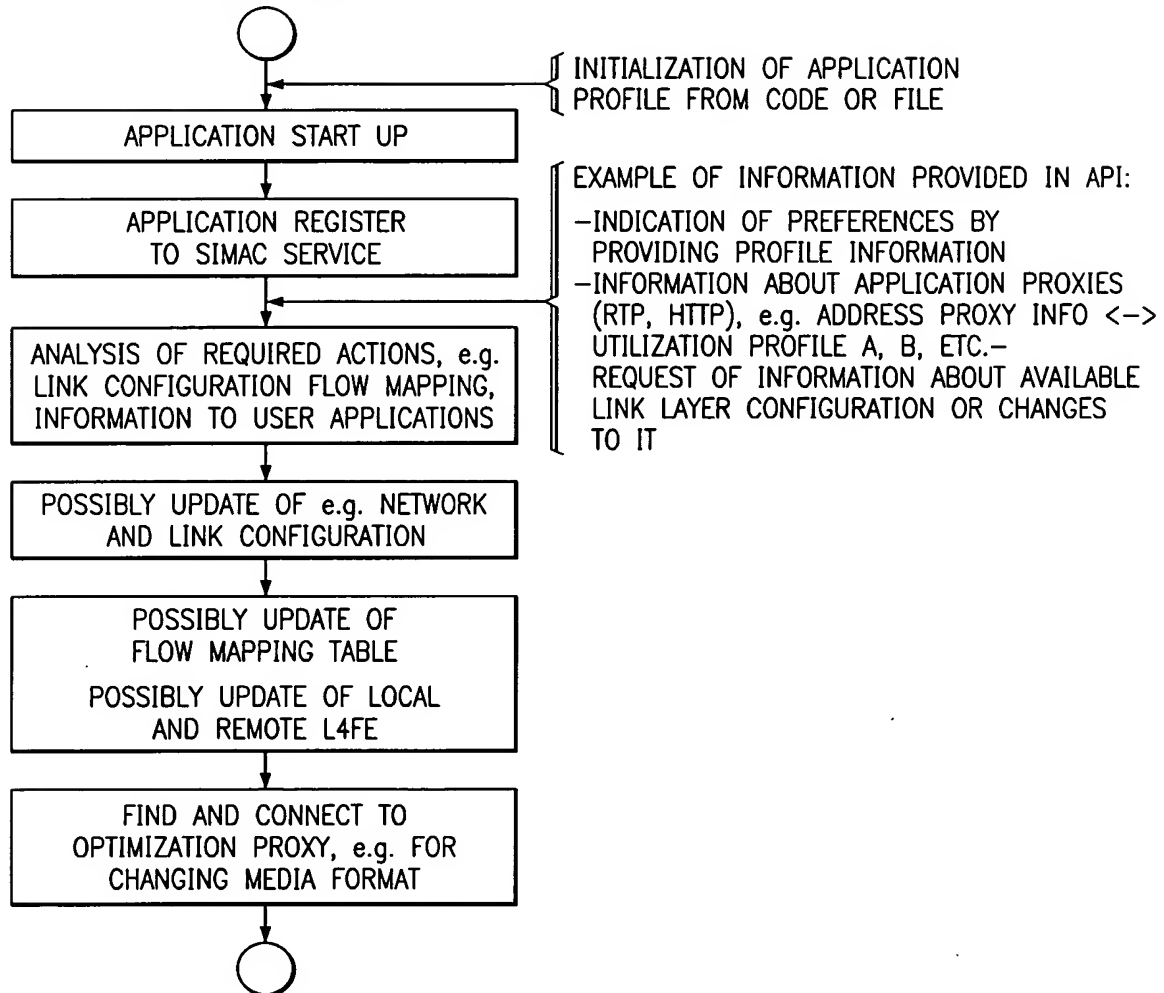 INITIALIZATION OF APPLICATION
PROFILE FROM CODE OR FILE
APPLICATION START UP
APPLICATION REGISTER
TO SIMAC SERVICE
EXAMPLE OF INFORMATION PROVIDED IN API:
–INDICATION OF PREFERENCES BY
PROVIDING PROFILE INFORMATION
–INFORMATION ABOUT APPLICATION PROXIES
(RTP, HTTP), e.g. ADDRESS PROXY INFO <–>
UTILIZATION PROFILE A, B, ETC.–
REQUEST OF INFORMATION ABOUT AVAILABLE
LINK LAYER CONFIGURATION OR CHANGES
TO IT
ANALYSIS OF REQUIRED ACTIONS, e.g.
LINK CONFIGURATION FLOW MAPPING,
INFORMATION TO USER APPLICATIONS
POSSIBLY UPDATE OF e.g. NETWORK
AND LINK CONFIGURATION
POSSIBLY UPDATE OF
FLOW MAPPING TABLE
POSSIBLY UPDATE OF LOCAL
AND REMOTE L4FE
FIND AND CONNECT TO
OPTIMIZATION PROXY, e.g. FOR
CHANGING MEDIA FORMAT